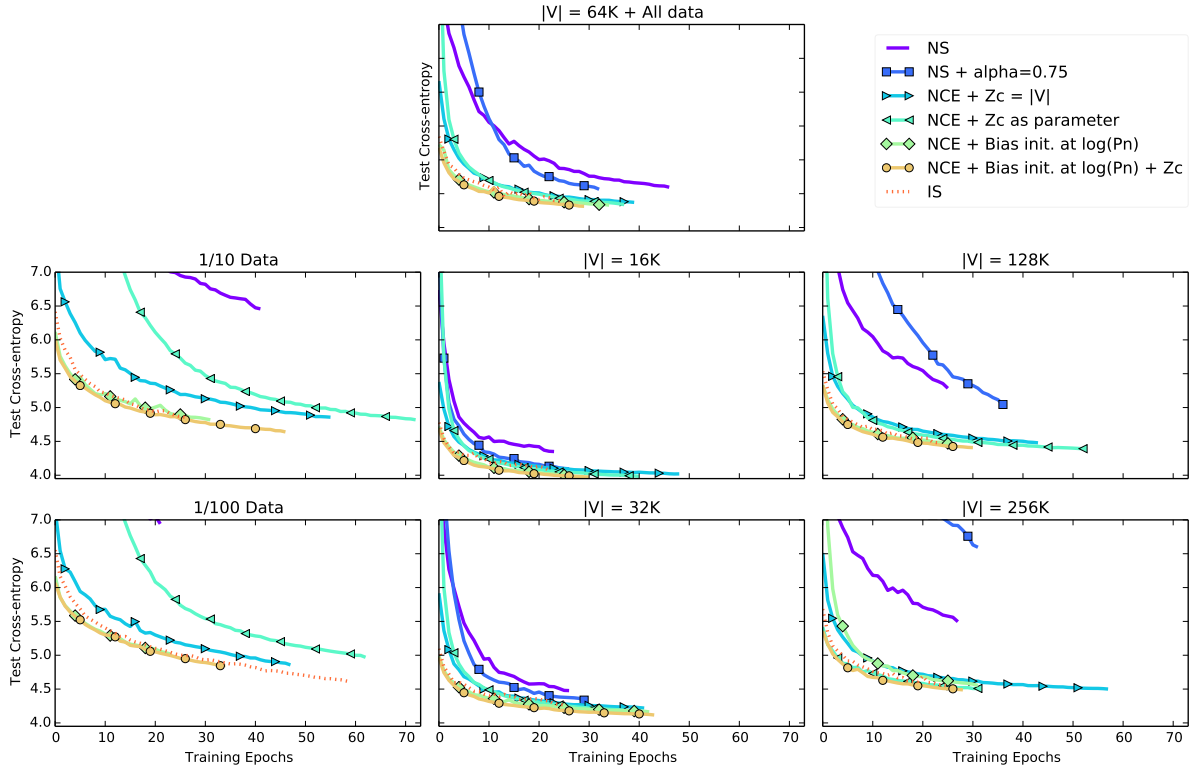 |V| = 64K + All data
Test Cross-entropy
NS
NS + alpha=0.75
NCE + Zc = |V|
NCE + Zc as parameter
NCE + Bias init. at log(Pn)
NCE + Bias init. at log(Pn) + Zc
IS
1/10 Data
|V| = 16K
|V| = 128K
7.0
6.5
6.0
5.5
5.0
4.5
4.0
Test Cross-entropy
1/100 Data
|V| = 32K
|V| = 256K
7.0
6.5
6.0
5.5
5.0
4.5
4.0
Test Cross-entropy
0 10 20 30 40 50 60 70
0 10 20 30 40 50 60 70
0 10 20 30 40 50 60 70
Training Epochs
Training Epochs
Training Epochs